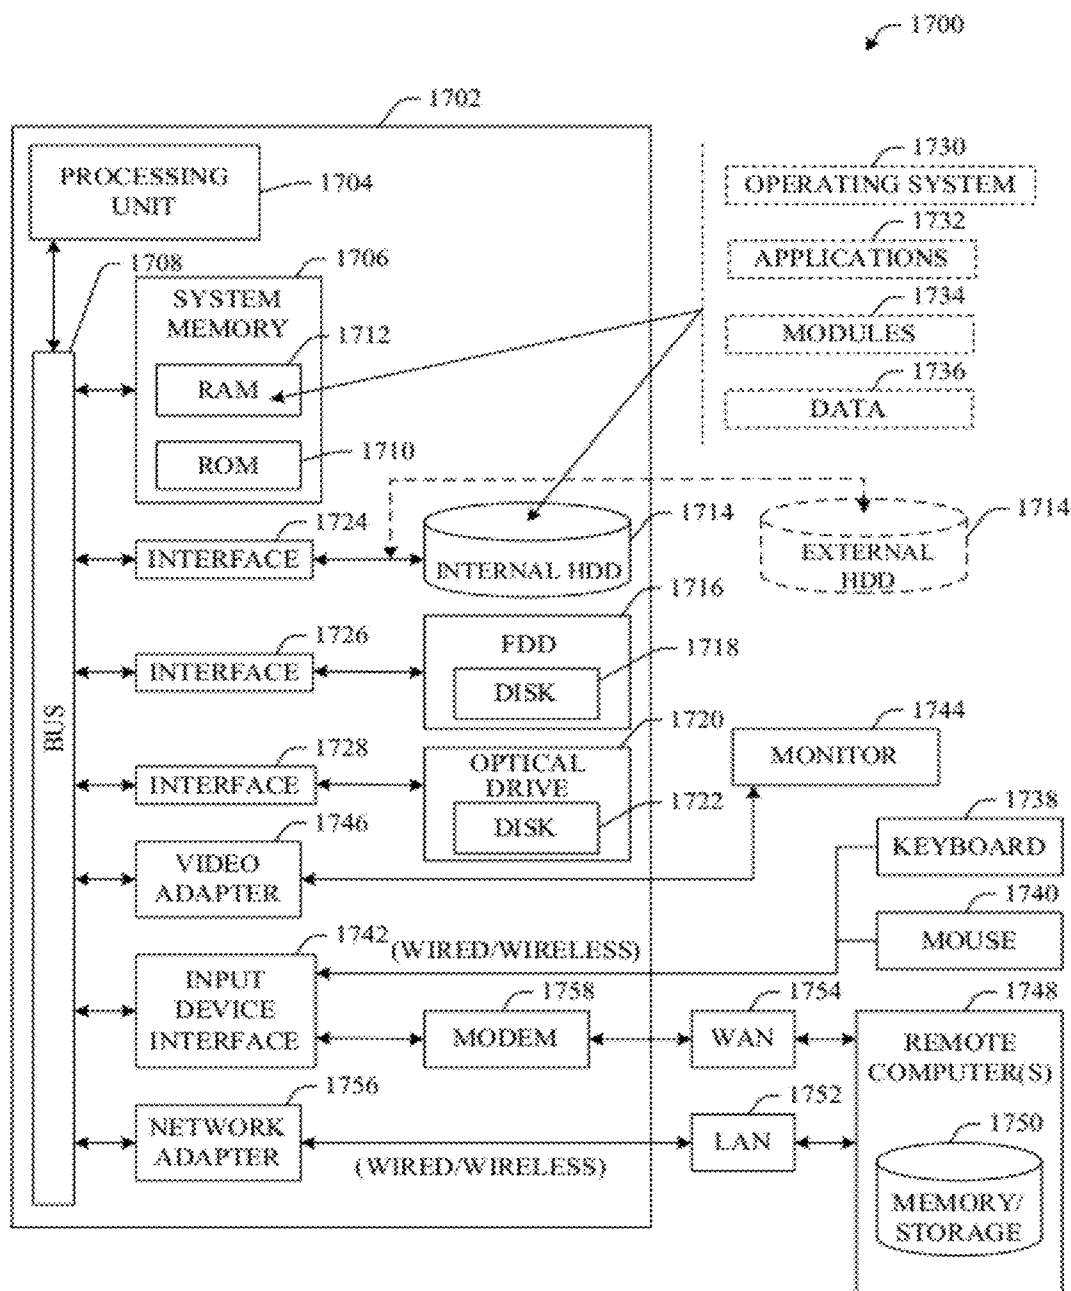 1700
1702
PROCESSING
UNIT
1704
1708
1706
SYSTEM
MEMORY
1712
RAM
1710
ROM
1730
OPERATING SYSTEM
1732
APPLICATIONS
1734
MODULES
1736
DATA
1724
INTERFACE
1714
INTERNAL HDD
1714
EXTERNAL
HDD
1716
FDD
1726
INTERFACE
1718
DISK
BUS
1720
OPTICAL
DRIVE
1728
INTERFACE
1722
DISK
1744
MONITOR
1746
VIDEO
ADAPTER
1738
KEYBOARD
1740
MOUSE
1742
(WIRED/WIRELESS)
INPUT
DEVICE
INTERFACE
1758
MODEM
1754
WAN
1748
REMOTE
COMPUTER(S)
1756
NETWORK
ADAPTER
(WIRED/WIRELESS)
1752
LAN
1750
MEMORY/
STORAGE